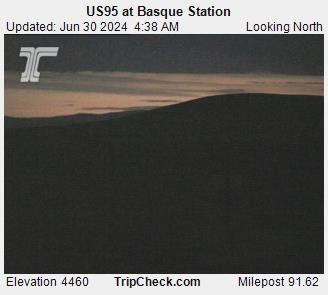 US95 at Basque Station
Updated: Jun 30 2024 4:38 AM Looking North
Elevation 4460 TripCheck.com Milepost 91.62